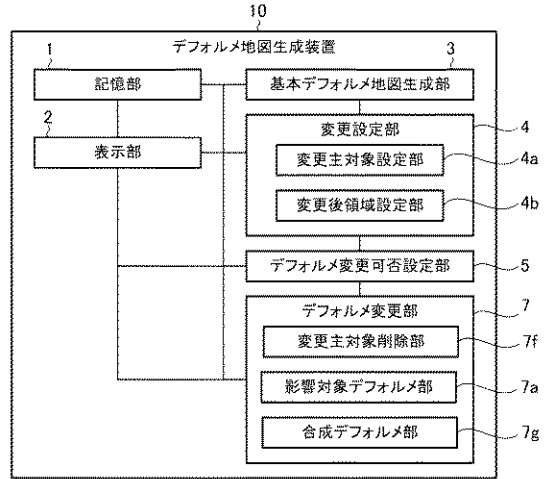 10
デフォルメ地図生成装置
1
記憶部
2
表示部
3
基本デフォルメ地図生成部
変更設定部
4
変更主対象設定部
4a
変更後領域設定部
4b
デフォルメ変更可否設定部
5
デフォルメ変更部
7
変更主対象削除部
7f
影響対象デフォルメ部
7a
合成デフォルメ部
7g